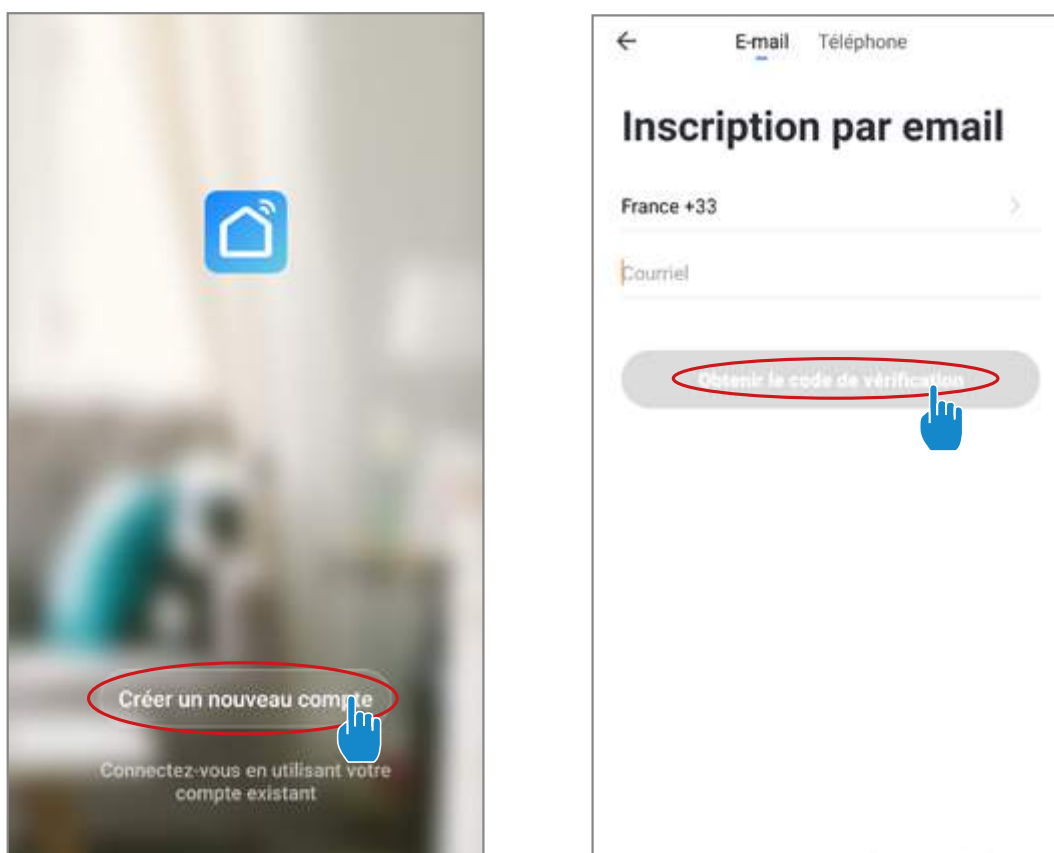 Créer un nouveau compte
Connectez-vous en utilisant votre
compte existant
E-mail Téléphone
Inscription par email
France +33
Courriel
Obtenir le code de vérification